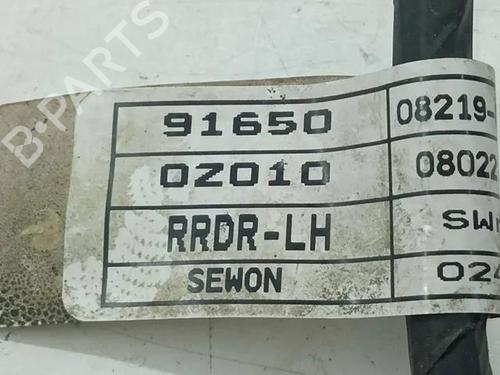 B-PARTS
91650 08219-
0Z010 08022
RRDR-LH SW
SEWON 02